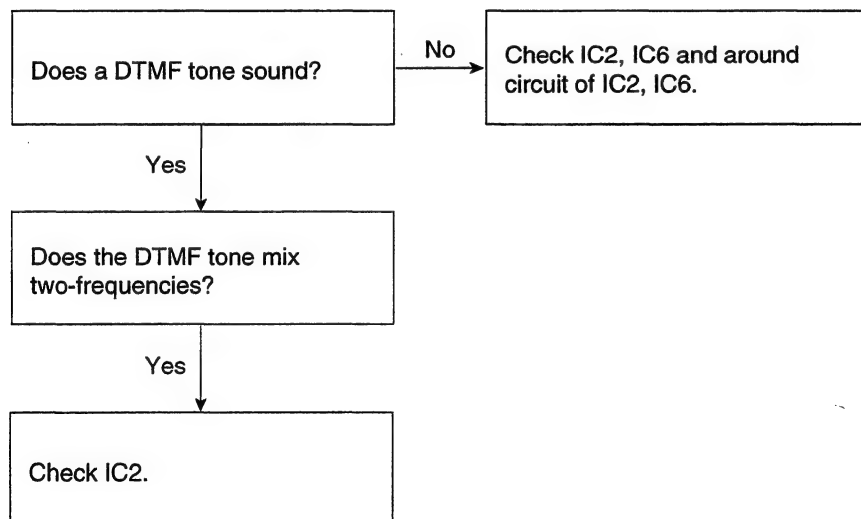 Does a DTMF tone sound?
No
Check IC2, IC6 and around
circuit of IC2, IC6.
Yes
Does the DTMF tone mix
two-frequencies?
Yes
Check IC2.